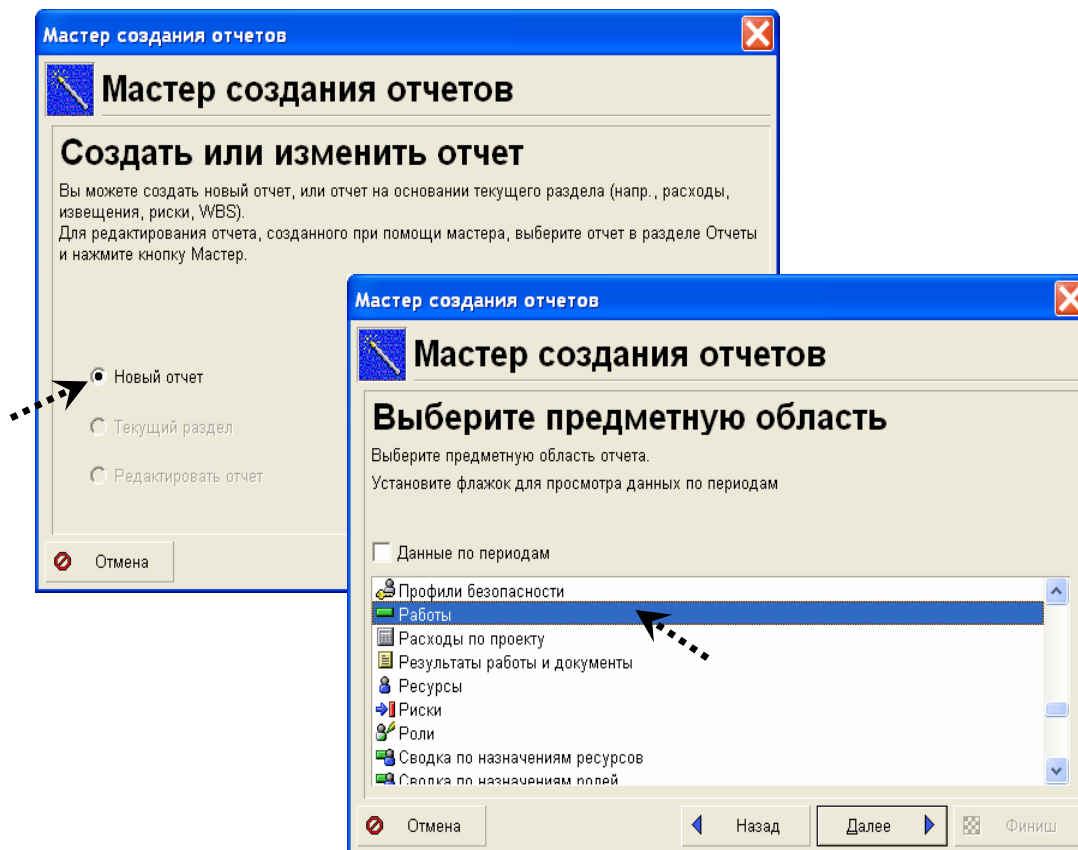 Мастер создания отчетов
Мастер создания отчетов
Создать или изменить отчет
Вы можете создать новый отчет, или отчет на основании текущего раздела (напр., расходы,
извещения, риски, WBS).
Для редактирования отчета, созданного при помощи мастера, выберите отчет в разделе Отчеты
и нажмите кнопку Мастер.
Новый отчет
Текущий раздел
Редактировать отчет
Отмена
Мастер создания отчетов
Мастер создания отчетов
Выберите предметную область
Выберите предметную область отчета.
Установите флажок для просмотра данных по периодам
Данные по периодам
Профили безопасности
Работы
Расходы по проекту
Результаты работы и документы
Ресурсы
Риски
Роли
Сводка по назначениям ресурсов
Сводка по назначениям ролей
Отмена
Назад
Далее
Финиш